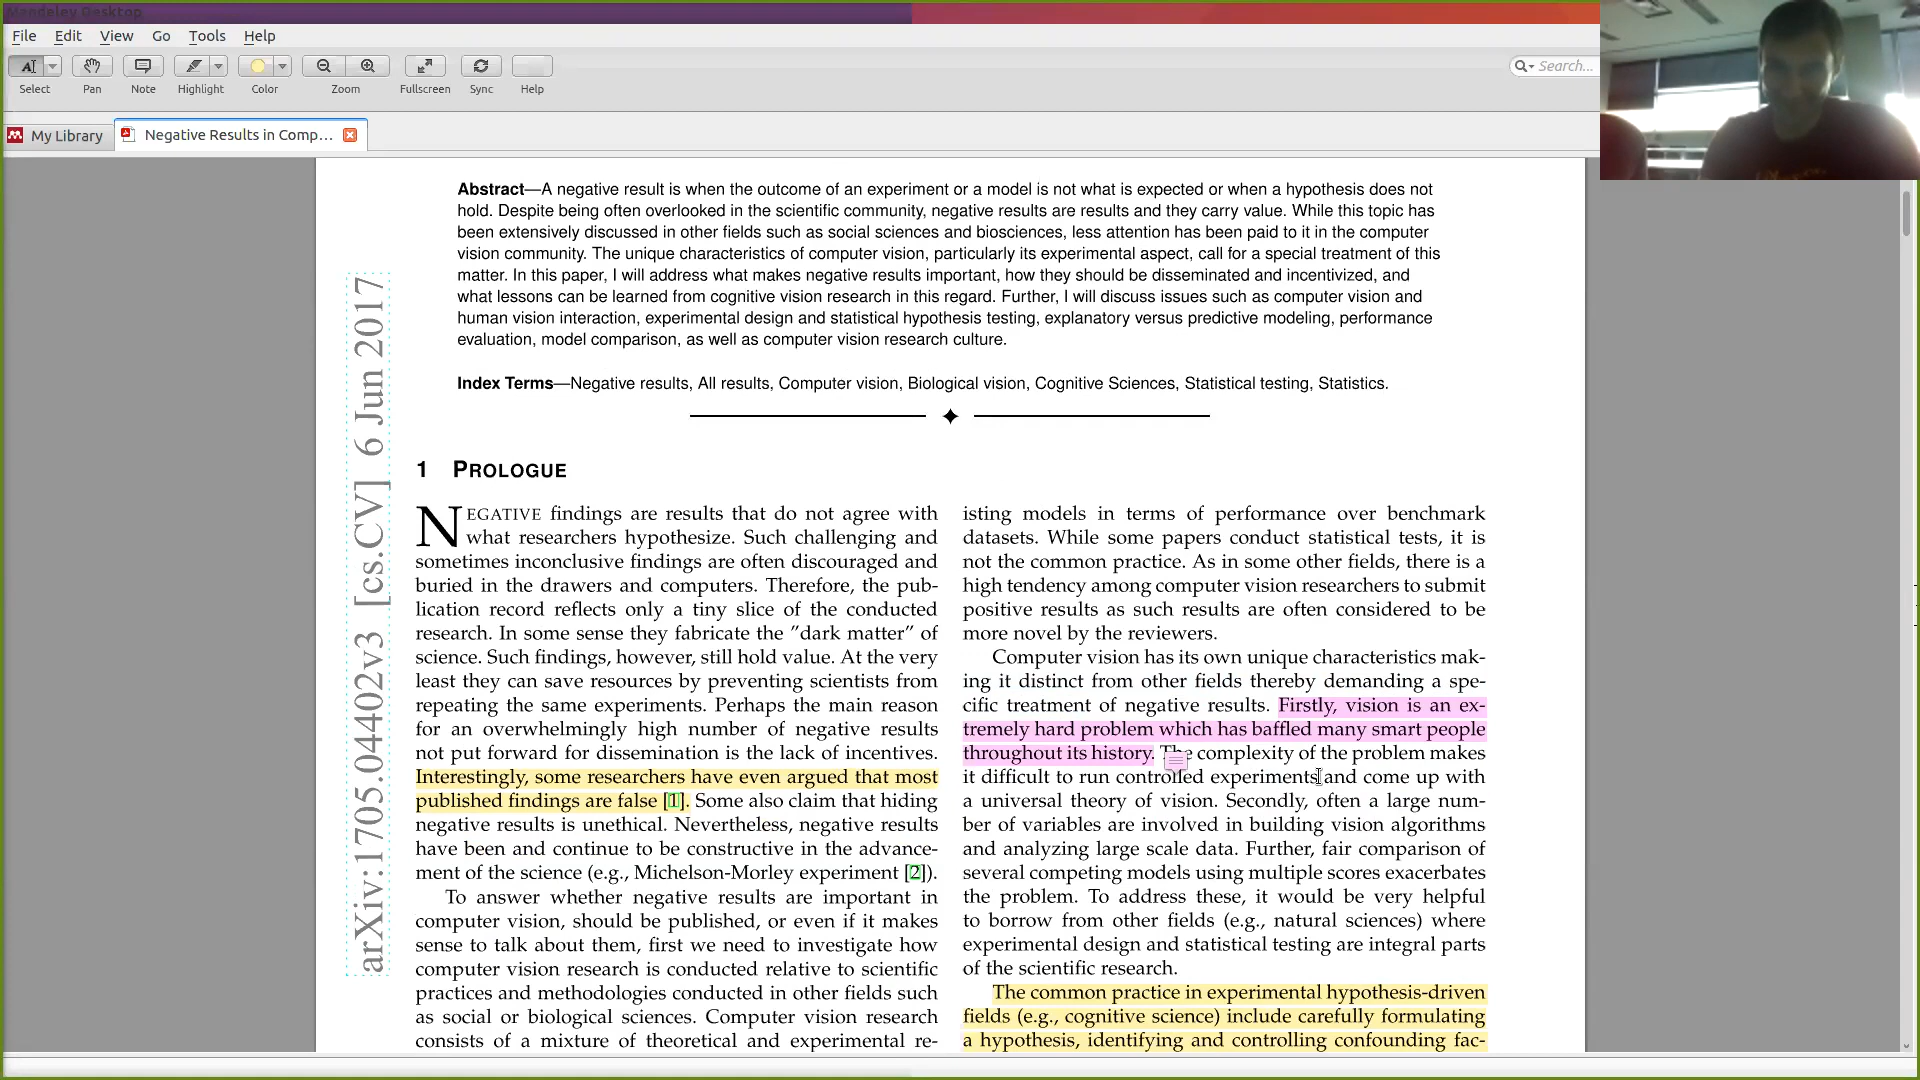 Mendeley Desktop
File Edit View Go Tools Help
Select Pan Note Highlight Color Zoom Fullscreen Sync Help
Search...
My Library
Negative Results in Comp...
Abstract—A negative result is when the outcome of an experiment or a model is not what is expected or when a hypothesis does not
hold. Despite being often overlooked in the scientific community, negative results are results and they carry value. While this topic has
been extensively discussed in other fields such as social sciences and biosciences, less attention has been paid to it in the computer
vision community. The unique characteristics of computer vision, particularly its experimental aspect, call for a special treatment of this
matter. In this paper, I will address what makes negative results important, how they should be disseminated and incentivized, and
what lessons can be learned from cognitive vision research in this regard. Further, I will discuss issues such as computer vision and
human vision interaction, experimental design and statistical hypothesis testing, explanatory versus predictive modeling, performance
evaluation, model comparison, as well as computer vision research culture.
Index Terms—Negative results, All results, Computer vision, Biological vision, Cognitive Sciences, Statistical testing, Statistics.
arXiv:1705.04402v3 [cs.CV] 6 Jun 2017
1 PROLOGUE
NEGATIVE findings are results that do not agree with
what researchers hypothesize. Such challenging and
sometimes inconclusive findings are often discouraged and
buried in the drawers and computers. Therefore, the pub-
lication record reflects only a tiny slice of the conducted
research. In some sense they fabricate the ”dark matter” of
science. Such findings, however, still hold value. At the very
least they can save resources by preventing scientists from
repeating the same experiments. Perhaps the main reason
for an overwhelmingly high number of negative results
not put forward for dissemination is the lack of incentives.
Interestingly, some researchers have even argued that most
published findings are false [1]. Some also claim that hiding
negative results is unethical. Nevertheless, negative results
have been and continue to be constructive in the advance-
ment of the science (e.g., Michelson-Morley experiment [2]).
To answer whether negative results are important in
computer vision, should be published, or even if it makes
sense to talk about them, first we need to investigate how
computer vision research is conducted relative to scientific
practices and methodologies conducted in other fields such
as social or biological sciences. Computer vision research
consists of a mixture of theoretical and experimental re-
isting models in terms of performance over benchmark
datasets. While some papers conduct statistical tests, it is
not the common practice. As in some other fields, there is a
high tendency among computer vision researchers to submit
positive results as such results are often considered to be
more novel by the reviewers.
Computer vision has its own unique characteristics mak-
ing it distinct from other fields thereby demanding a spe-
cific treatment of negative results. Firstly, vision is an ex-
tremely hard problem which has baffled many smart people
throughout its history. The complexity of the problem makes
it difficult to run controlled experiments and come up with
a universal theory of vision. Secondly, often a large num-
ber of variables are involved in building vision algorithms
and analyzing large scale data. Further, fair comparison of
several competing models using multiple scores exacerbates
the problem. To address these, it would be very helpful
to borrow from other fields (e.g., natural sciences) where
experimental design and statistical testing are integral parts
of the scientific research.
The common practice in experimental hypothesis-driven
fields (e.g., cognitive science) include carefully formulating
a hypothesis, identifying and controlling confounding fac-